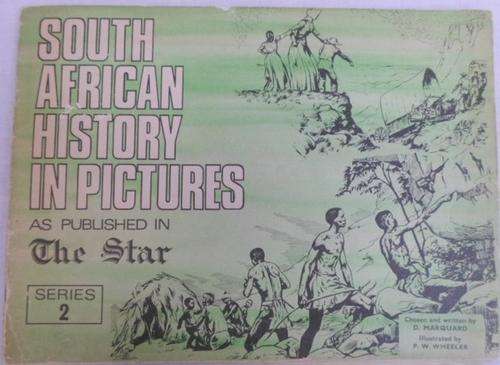 SOUTH
AFRICAN
HISTORY
IN PICTURES
AS PUBLISHED IN
The Star
SERIES
2
Chosen and written by
D. MARQUARD
Illustrated by
P. W. WHEELER